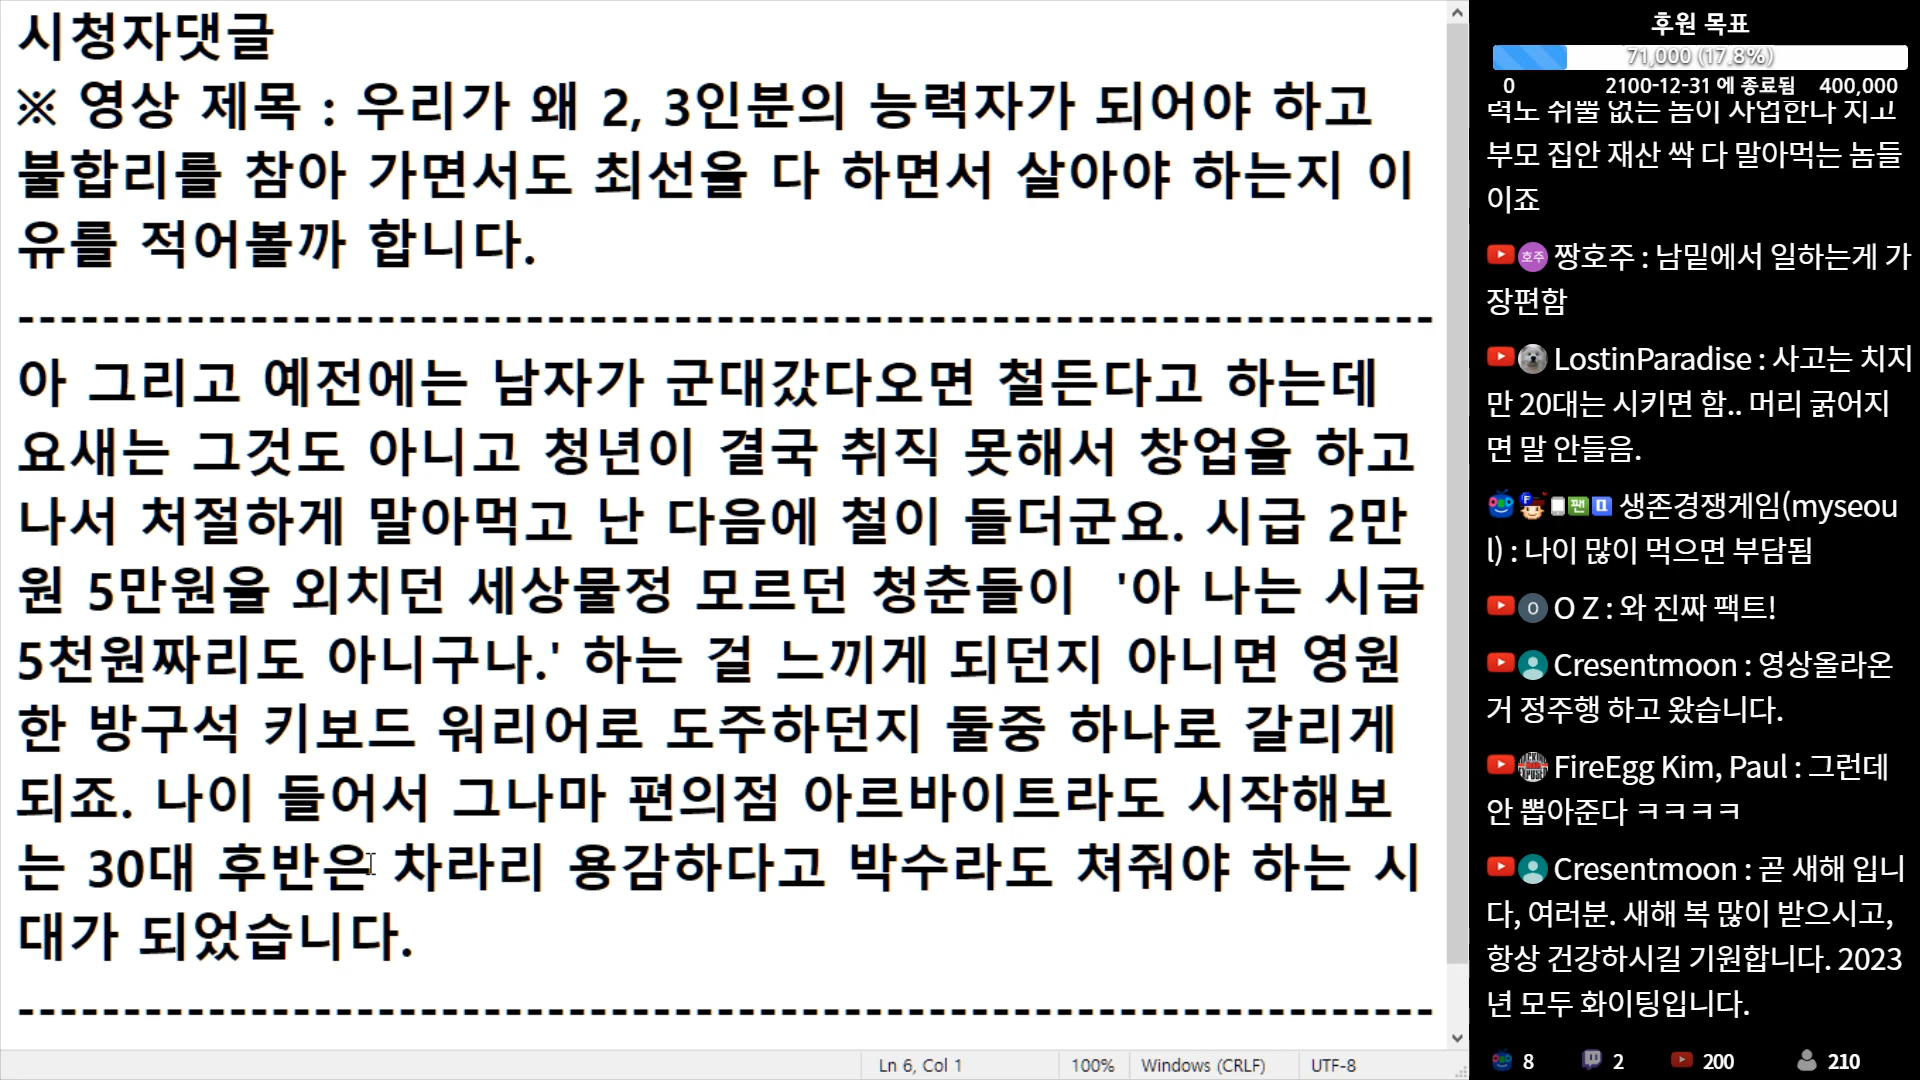 시청자댓글
※ 영상 제목 : 우리가 왜 2, 3인분의 능력자가 되어야 하고
불합리를 참아 가면서도 최선을 다 하면서 살아야 하는지 이
유를 적어볼까 합니다.
--------------------------------------------------------------
아 그리고 예전에는 남자가 군대갔다오면 철든다고 하는데
요새는 그것도 아니고 청년이 결국 취직 못해서 창업을 하고
나서 처절하게 말아먹고 난 다음에 철이 들더군요. 시급 2만
원 5만원을 외치던 세상물정 모르던 청춘들이  '아 나는 시급
5천원짜리도 아니구나.' 하는 걸 느끼게 되던지 아니면 영원
한 방구석 키보드 워리어로 도주하던지 둘중 하나로 갈리게
되죠. 나이 들어서 그나마 편의점 아르바이트라도 시작해보
는 30대 후반은 차라리 용감하다고 박수라도 쳐줘야 하는 시
대가 되었습니다.
--------------------------------------------------------------
Ln 6, Col 1
100%
Windows (CRLF)
UTF-8
후원 목표
71,000 (17.8%)
0 2100-12-31 에 종료됨 400,000
력도 쥐뿔 없는 놈이 사업한답 치고
부모 집안 재산 싹 다 말아먹는 놈들
이죠
호주 짱호주 : 남밑에서 일하는게 가
장편함
LostinParadise : 사고는 치지
만 20대는 시키면 함.. 머리 굵어지
면 말 안들음.
팬 생존경쟁게임(myseou
l) : 나이 많이 먹으면 부담됨
O O Z : 와 진짜 팩트!
Cresentmoon : 영상올라온
거 정주행 하고 왔습니다.
FireEgg Kim, Paul : 그런데
안 뽑아준다 ㅋㅋㅋㅋ
Cresentmoon : 곧 새해 입니
다, 여러분. 새해 복 많이 받으시고,
항상 건강하시길 기원합니다. 2023
년 모두 화이팅입니다.
8 2 200 210